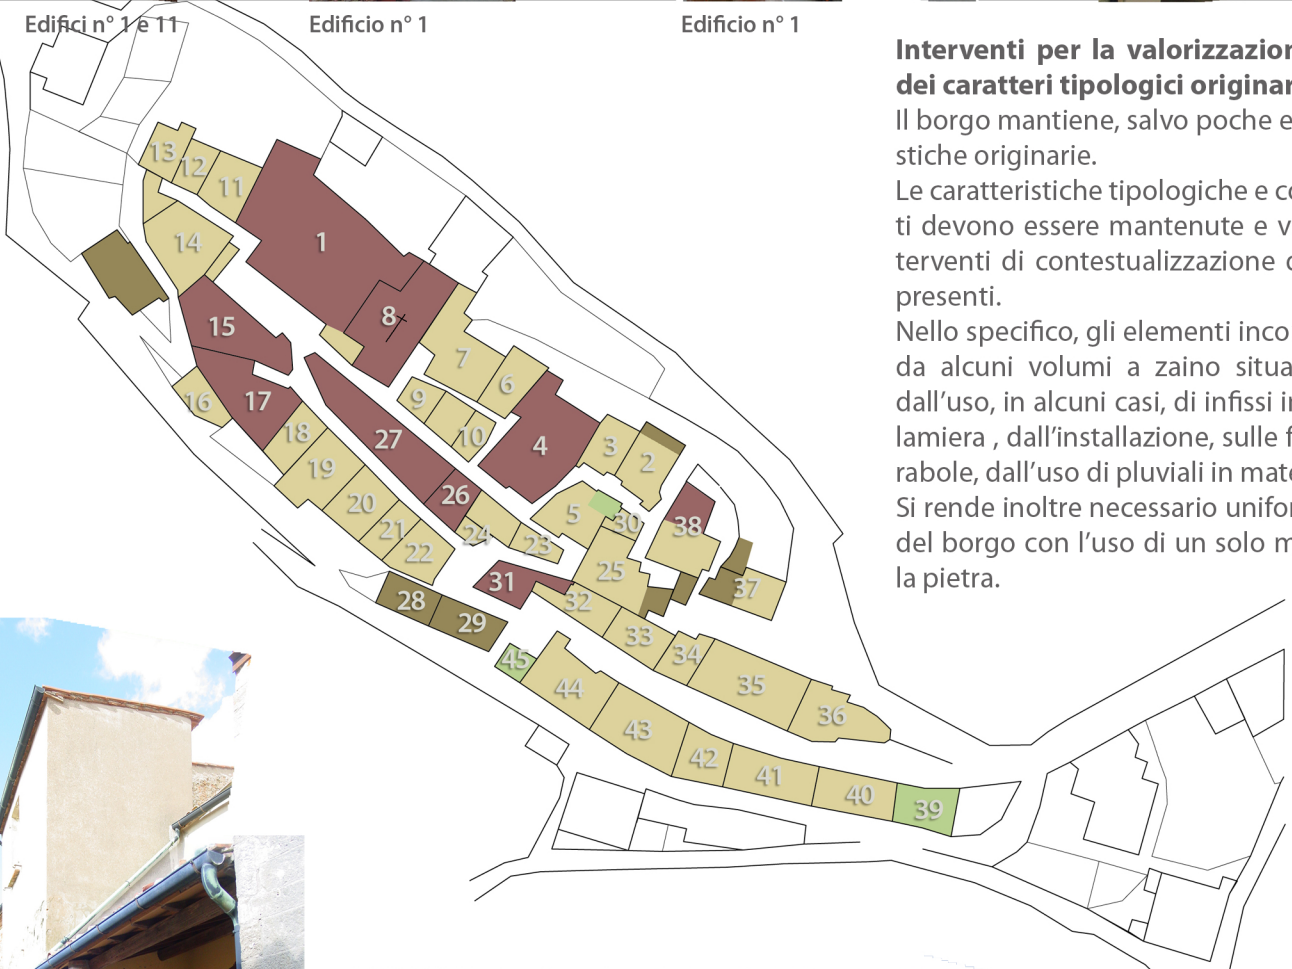 Edifici n° 1 e 11
Edificio n° 1
Edificio n° 1
Interventi per la valorizzazion
dei caratteri tipologici originar
Il borgo mantiene, salvo poche e
stiche originarie.
Le caratteristiche tipologiche e co
ti devono essere mantenute e v
terventi di contestualizzazione
presenti.
Nello specifico, gli elementi inco
da alcuni volumi a zaino situa
dall'uso, in alcuni casi, di infissi i
lamiera , dall'installazione, sulle f
rabole, dall'uso di pluviali in mate
Si rende inoltre necessario unifor
del borgo con l'uso di un solo m
la pietra.
13
12
11
1
14
8
15
7
6
16
17
9
10
4
3
2
18
27
19
26
20
5
30
38
21
24
22
23
25
31
37
28
32
29
33
45
34
44
35
36
43
42
41
40
39